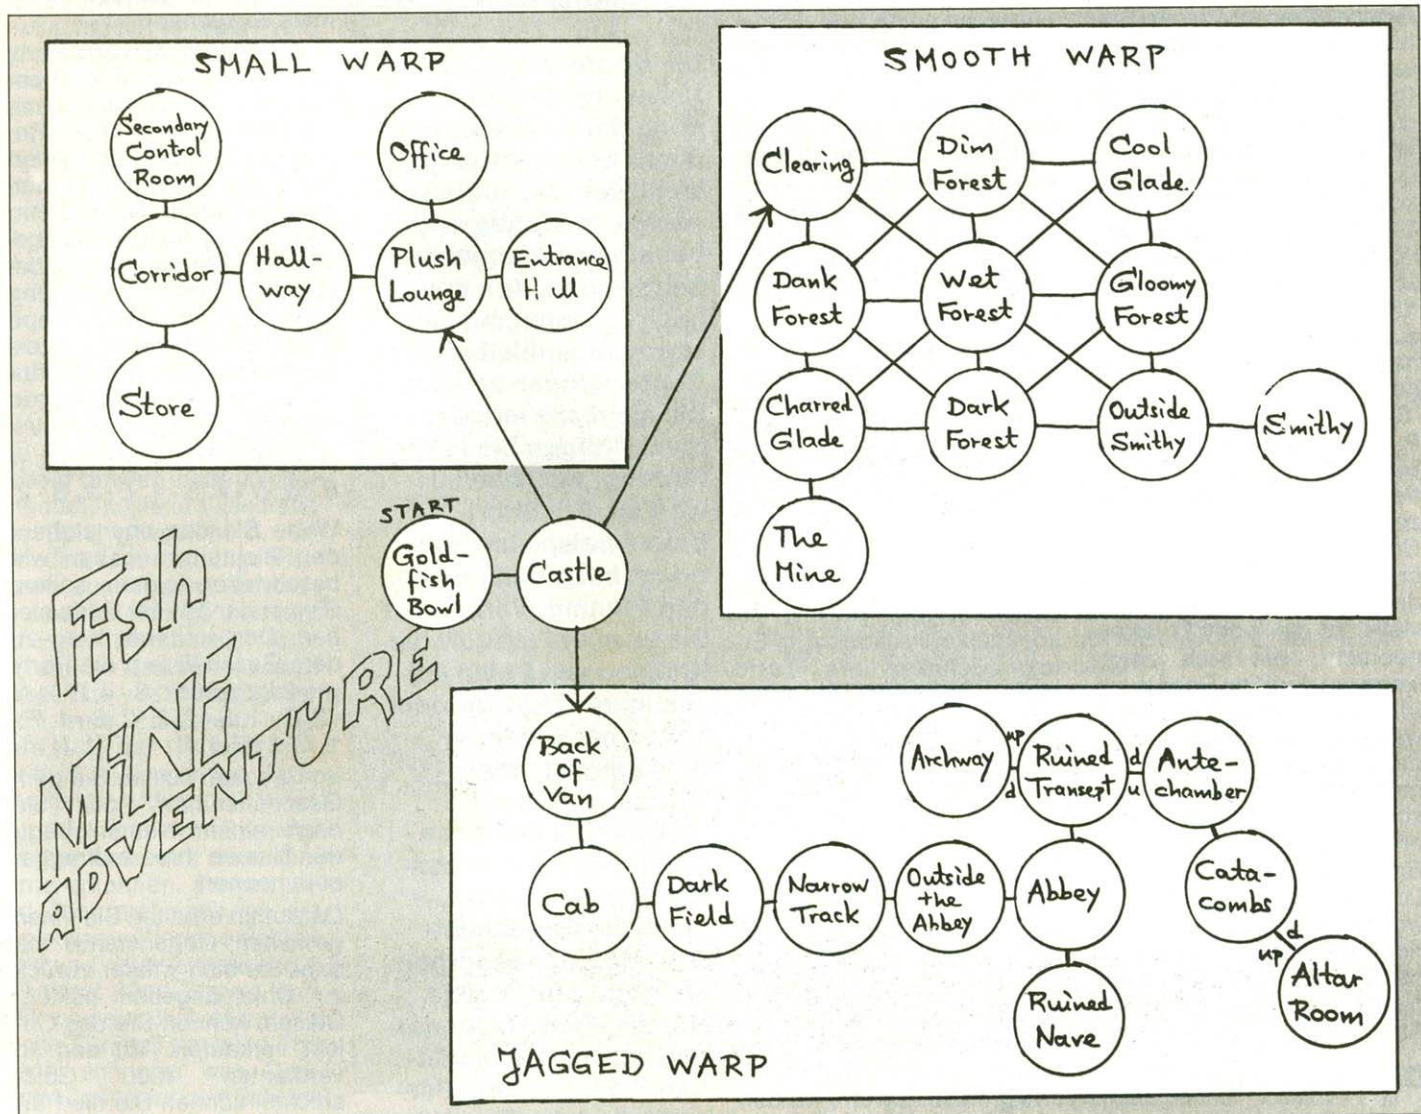 SMALL WARP
Secondary
Control
Room
Office
Corridor
Hall-
way
Plush
Lounge
Entrance
Store
SMOOTH WARP
Clearing
Dim
Forest
Cool
Glade.
Dank
Forest
Wet
Forest
Gloomy
Forest
Charred
Glade
Dark
Forest
Outside
Smithy
Smithy
The
Mine
START
Gold-
fish
Bowl
Castle
FISH
MINI
ADVENTURE
Back
of
Van
Cab
Dark
Field
Narrow
Track
Outside
the
Abbey
Abbey
Ruined
Nave
Archway
up
d
Ruined
Transept
d
u
Ante-
chamber
Cata-
combs
d
up
Altar
Room
JAGGED WARP